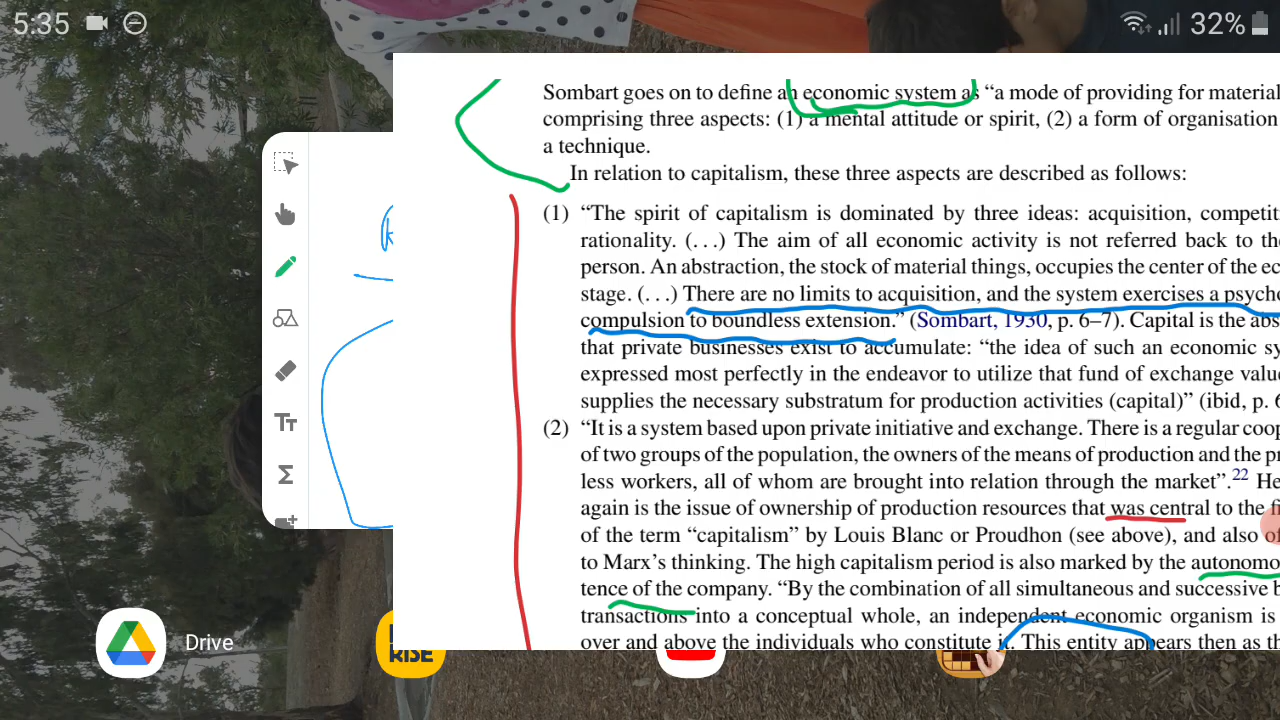 5:35
32%
Sombart goes on to define an economic system as “a mode of providing for material
comprising three aspects: (1) a mental attitude or spirit, (2) a form of organisation
a technique.
In relation to capitalism, these three aspects are described as follows:
(1) “The spirit of capitalism is dominated by three ideas: acquisition, competit
rationality. (...) The aim of all economic activity is not referred back to the
person. An abstraction, the stock of material things, occupies the center of the ec
stage. (...) There are no limits to acquisition, and the system exercises a psycho
compulsion to boundless extension.” (Sombart, 1930, p. 6–7). Capital is the abs
that private businesses exist to accumulate: “the idea of such an economic sy
expressed most perfectly in the endeavor to utilize that fund of exchange value
supplies the necessary substratum for production activities (capital)” (ibid, p. 6
(2) “It is a system based upon private initiative and exchange. There is a regular coop
of two groups of the population, the owners of the means of production and the pr
less workers, all of whom are brought into relation through the market”.22 He
again is the issue of ownership of production resources that was central to the fi
of the term “capitalism” by Louis Blanc or Proudhon (see above), and also of
to Marx’s thinking. The high capitalism period is also marked by the autonomo
tence of the company. “By the combination of all simultaneous and successive b
transactions into a conceptual whole, an independent economic organism is
over and above the individuals who constitute it. This entity appears then as th
Tт
Σ
Drive
RISE